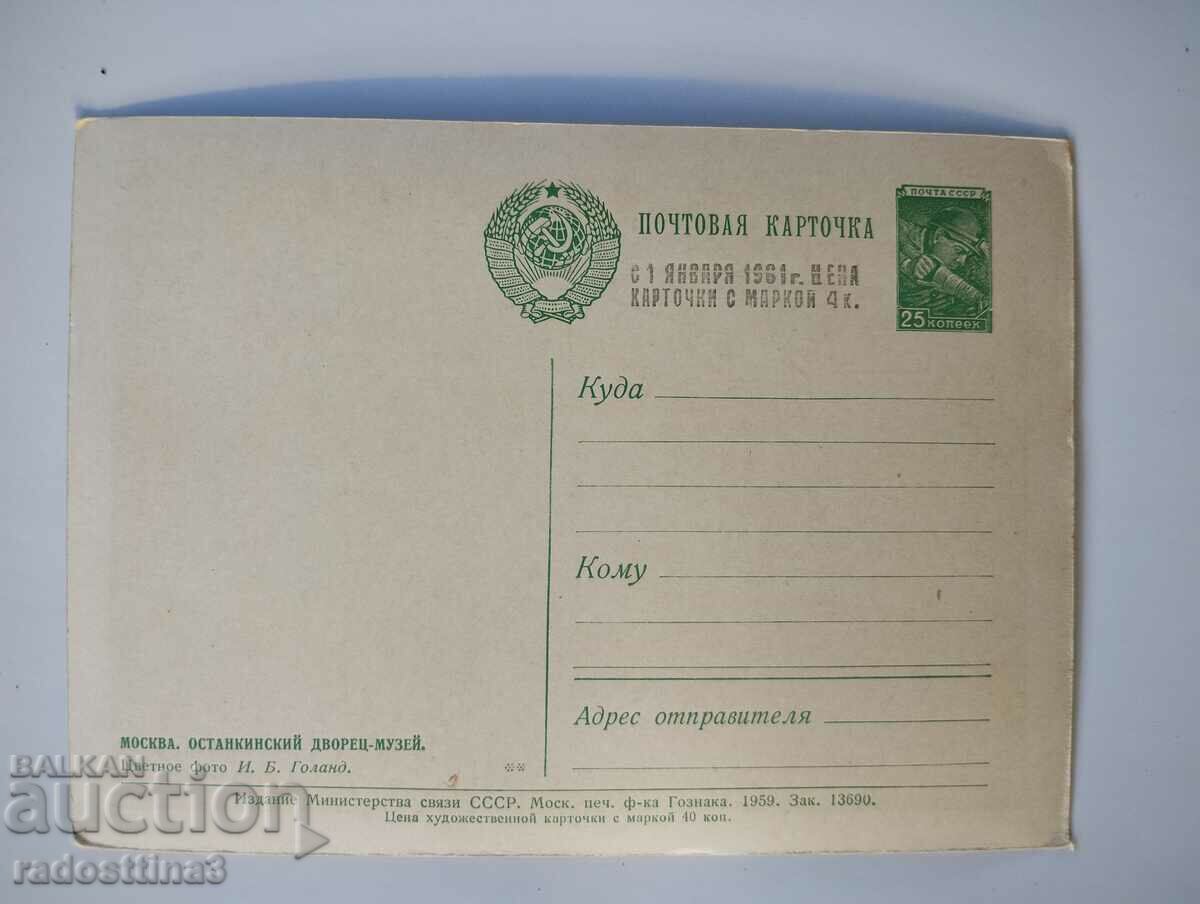 ПОЧТА СССР
ПОЧТОВАЯ КАРТОЧКА
С 1 ЯНВАРЯ 1961 г. ЦЕНА
КАРТОЧКИ С МАРКОЙ 4 к.
25 копеек
Куда
Кому
Адрес отправителя
МОСКВА. ОСТАНКИНСКИЙ ДВОРЕЦ-МУЗЕЙ.
Цветное фото И. Б. Голанд.
Издание Министерства связи СССР. Моск. печ. ф-ка Гознака. 1959. Зак. 13690.
Цена художественной карточки с маркой 40 коп.
BALKAN
auction
radosttina3